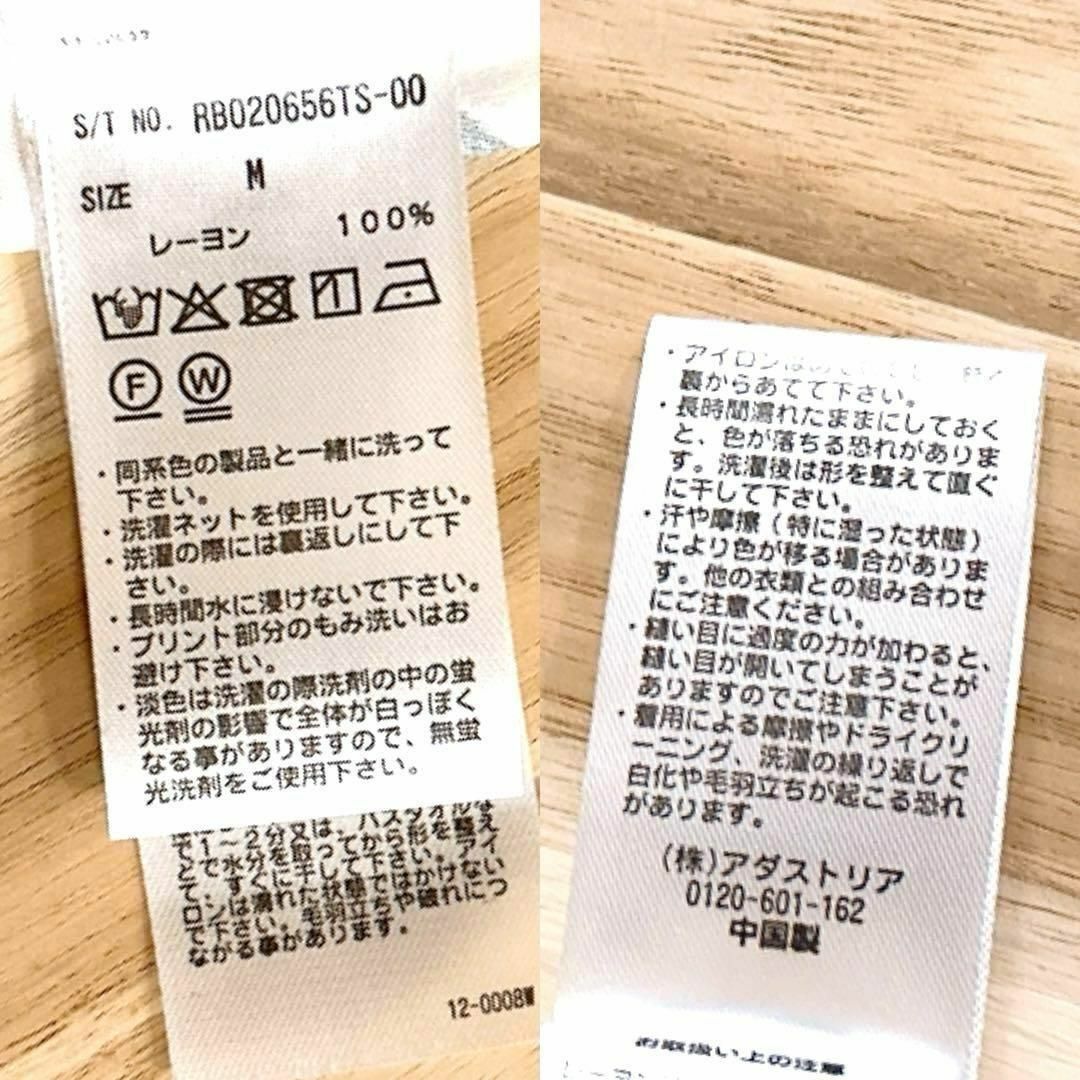 S/T NO. RB020656TS-00
SIZE M
レーヨン 100%
F W
・同系色の製品と一緒に洗って
下さい。
・洗濯ネットを使用して下さい。
・洗濯の際には裏返しにして下
さい。
・長時間水に浸けないで下さい。
・プリント部分のもみ洗いはお
避け下さい。
・淡色は洗濯の際洗剤の中の蛍
光剤の影響で全体が白っぽく
なる事がありますので、無蛍
光洗剤をご使用下さい。
で1～2分又は、バスタオルな
どで水分を取ってから形を整え
て、すぐに干して下さい。アイ
ロンは濡れた状態ではかけない
で下さい。毛羽立ちや破れにつ
ながる事があります。
12-0008W
・アイロンは
裏からあてて下さい。
・長時間濡れたままにしておく
と、色が落ちる恐れがありま
す。洗濯後は形を整えて直ぐ
に干して下さい。
・汗や摩擦(特に湿った状態)
により色が移る場合がありま
す。他の衣類との組み合わせ
にご注意ください。
・縫い目に過度の力が加わると、
縫い目が開いてしまうことが
ありますのでご注意下さい。
・着用による摩擦やドライクリ
ーニング、洗濯の繰り返しで
白化や毛羽立ちが起こる恐れ
があります。
(株)アダストリア
0120-601-162
中国製
お取扱い上の注意
レーヨン